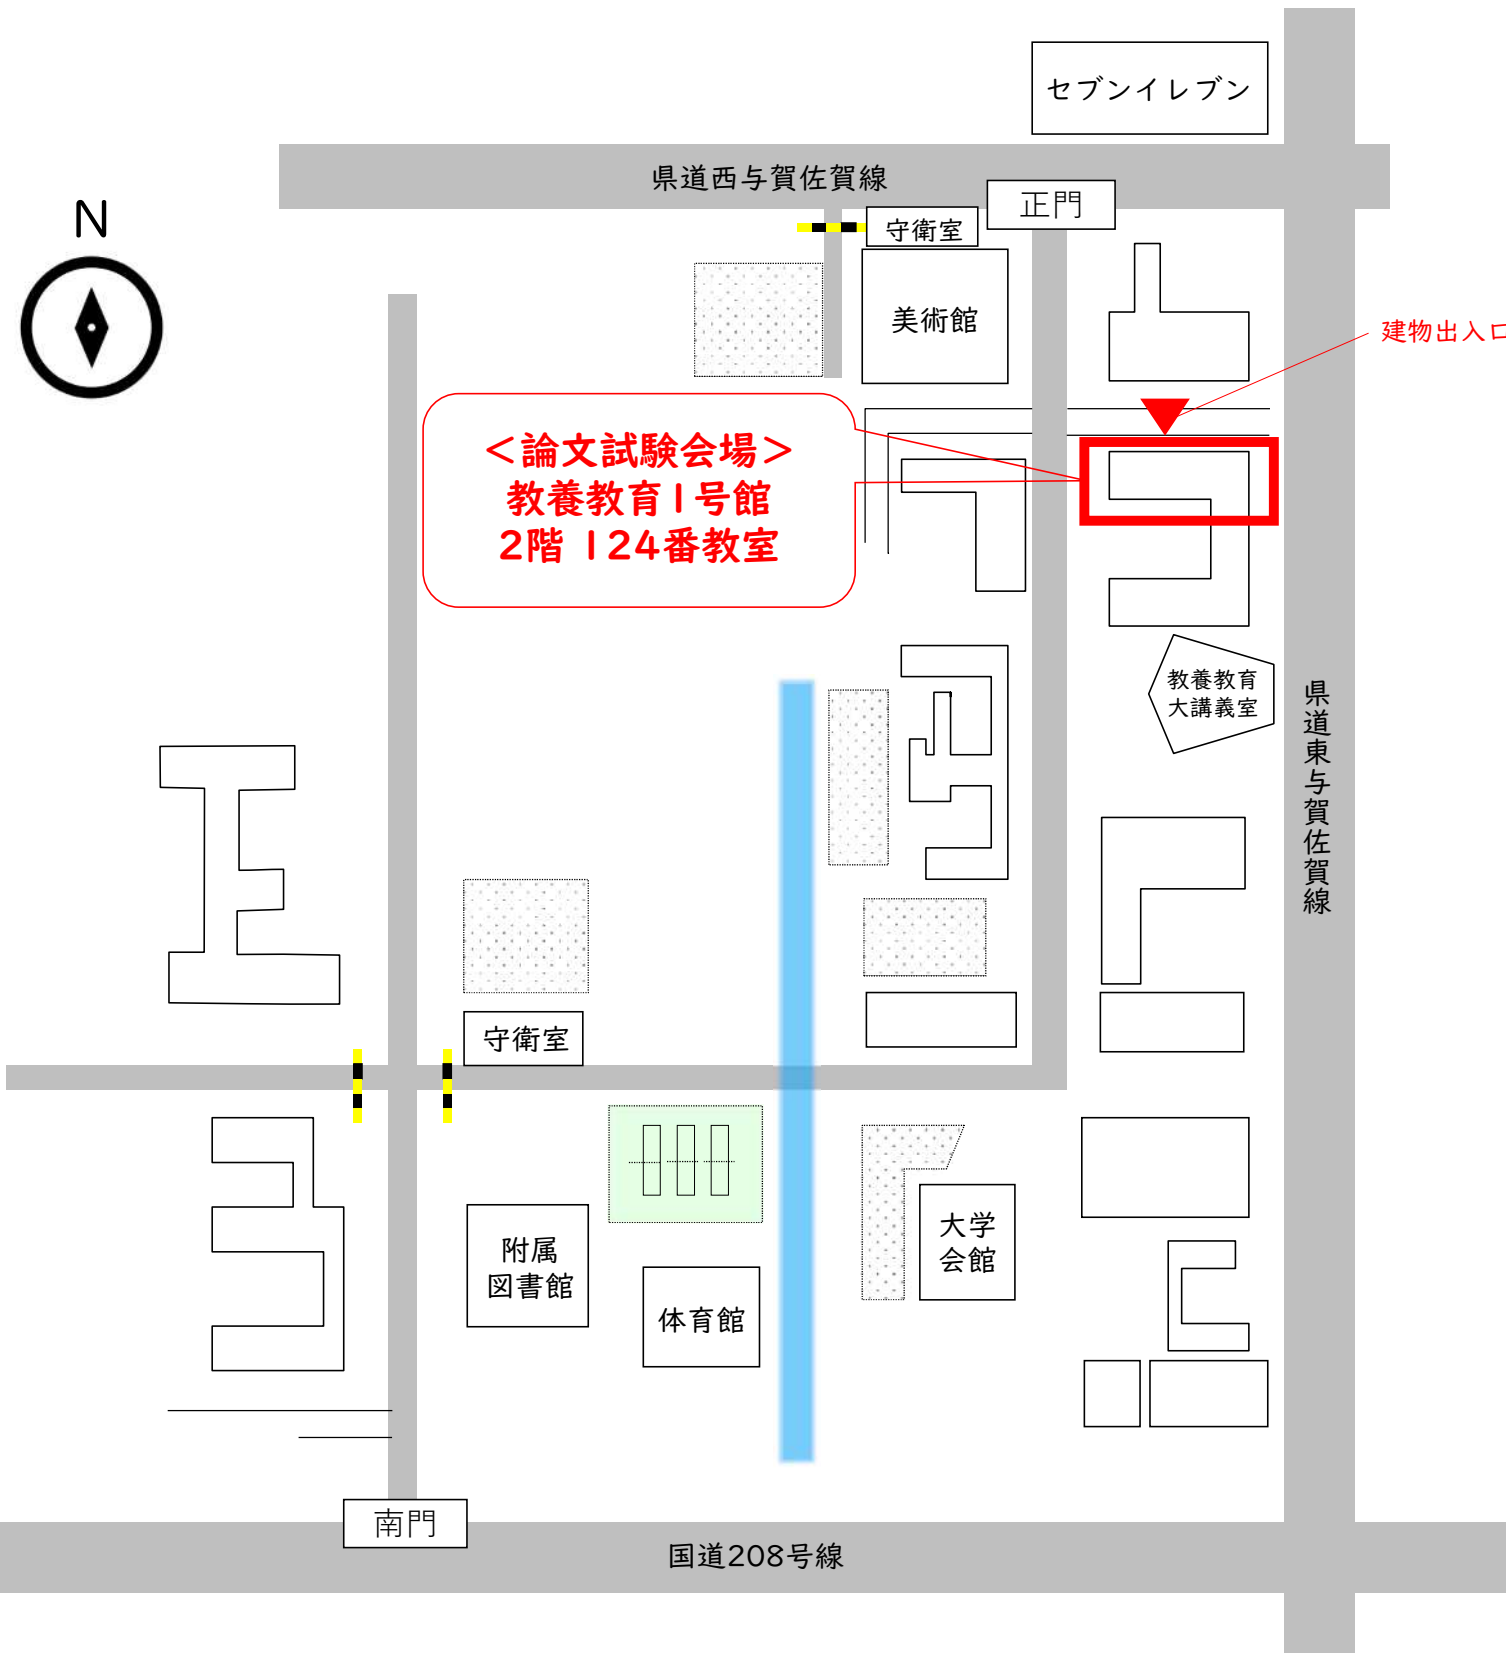 セブンイレブン
県道西与賀佐賀線
正門
N
守衛室
美術館
建物出入口
<論文試験会場>
教養教育1号館
2階 124番教室
教養教育
大講義室
県道東与賀佐賀線
守衛室
附属
図書館
体育館
大学
会館
南門
国道208号線